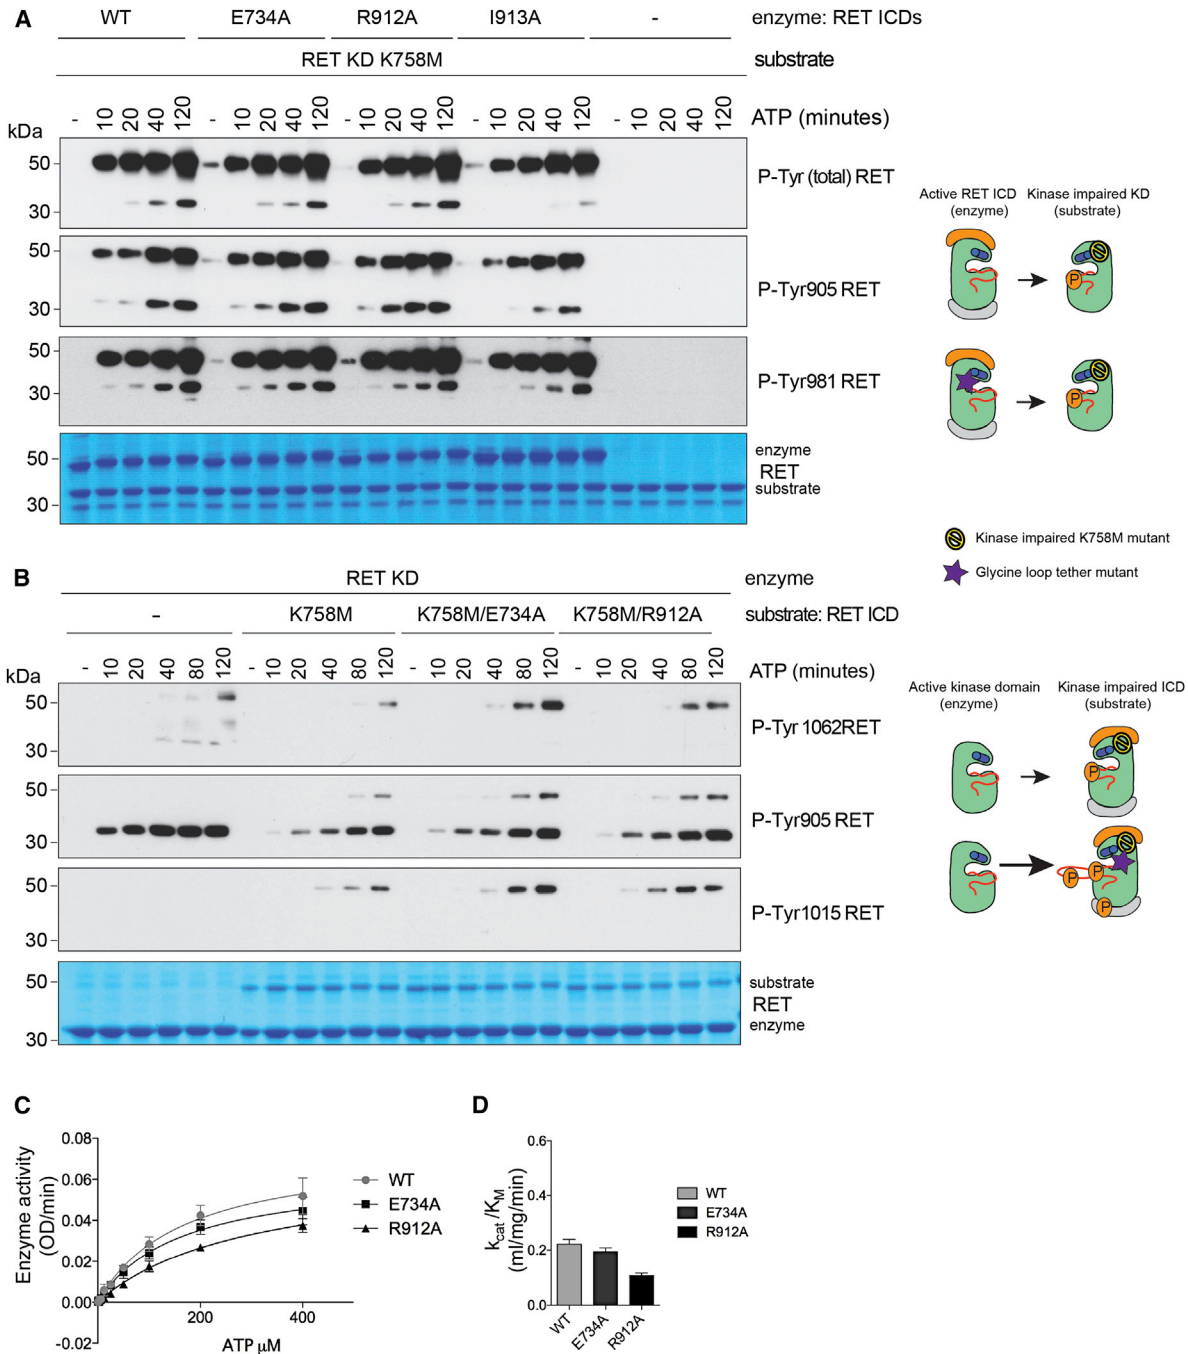 A
WT E734A R912A I913A - enzyme: RET ICDs
RET KD K758M substrate
kDa - 10 20 40 120 - 10 20 40 120 - 10 20 40 120 - 10 20 40 120 - 10 20 40 120 ATP (minutes)
50
30
P-Tyr (total) RET
50
30
P-Tyr905 RET
50
30
P-Tyr981 RET
50
30
enzyme
RET
substrate
Active RET ICD
(enzyme)
Kinase impaired KD
(substrate)
P
P
Kinase impaired K758M mutant
Glycine loop tether mutant
B
RET KD enzyme
- K758M K758M/E734A K758M/R912A substrate: RET ICD
kDa - 10 20 40 80 120 - 10 20 40 80 120 - 10 20 40 80 120 - 10 20 40 80 120 ATP (minutes)
50
30
P-Tyr 1062RET
50
30
P-Tyr905 RET
50
30
P-Tyr1015 RET
50
30
substrate
RET
enzyme
Active kinase domain
(enzyme)
Kinase impaired ICD
(substrate)
P
P
P
P
C
Enzyme activity
(OD/min)
0.08
0.06
0.04
0.02
0.00
-0.02
200 400
ATP µM
WT
E734A
R912A
D
kcat /KM
(ml/mg/min)
0.6
0.4
0.2
0.0
WT E734A R912A
WT
E734A
R912A